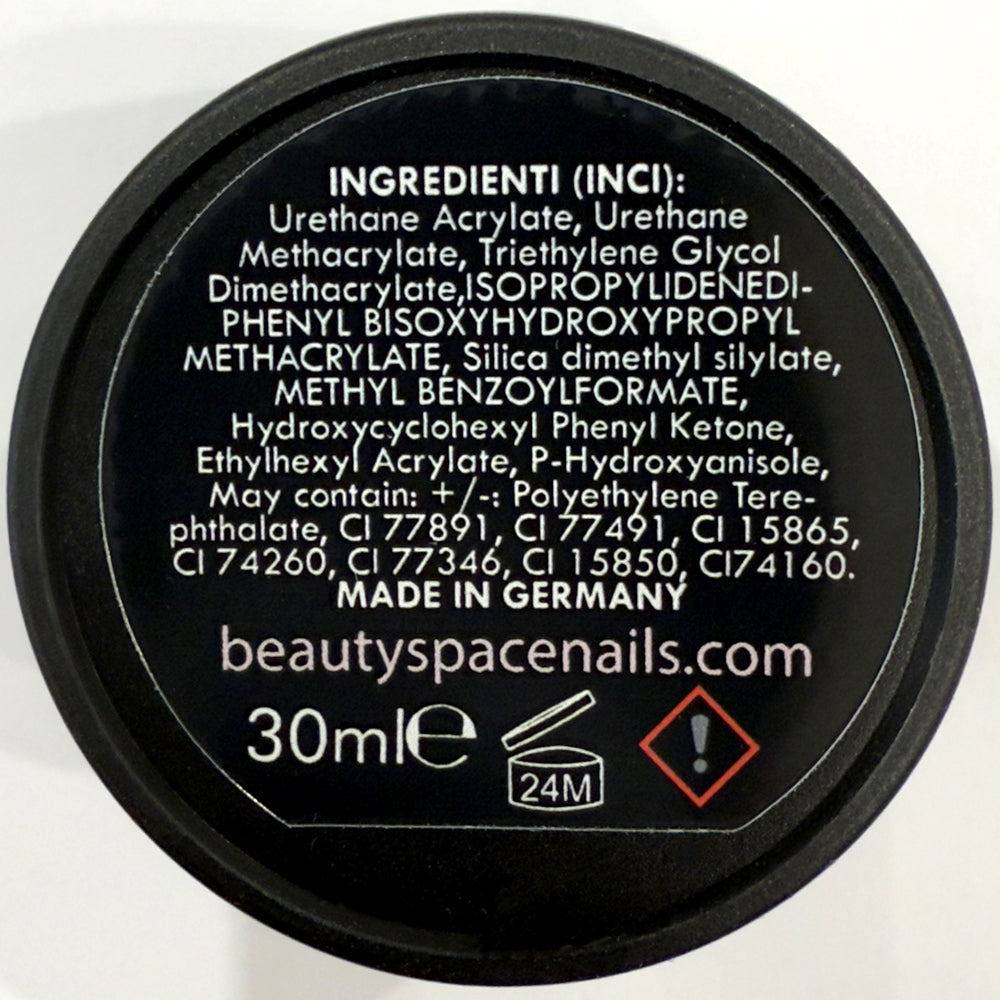 INGREDIENTI (INCI):
Urethane Acrylate, Urethane
Methacrylate, Triethylene Glycol
Dimethacrylate,ISOPROPYLIDENEDI-
PHENYL BISOXYHYDROXYPROPYL
METHACRYLATE, Silica dimethyl silylate,
METHYL BENZOYLFORMATE,
Hydroxycyclohexyl Phenyl Ketone,
Ethylhexyl Acrylate, P-Hydroxyanisole,
May contain: +/-: Polyethylene Tere-
phthalate, CI 77891, CI 77491, CI 15865,
CI 74260, CI 77346, CI 15850, CI74160.
MADE IN GERMANY
beautyspacenails.com
30ml℮
24M